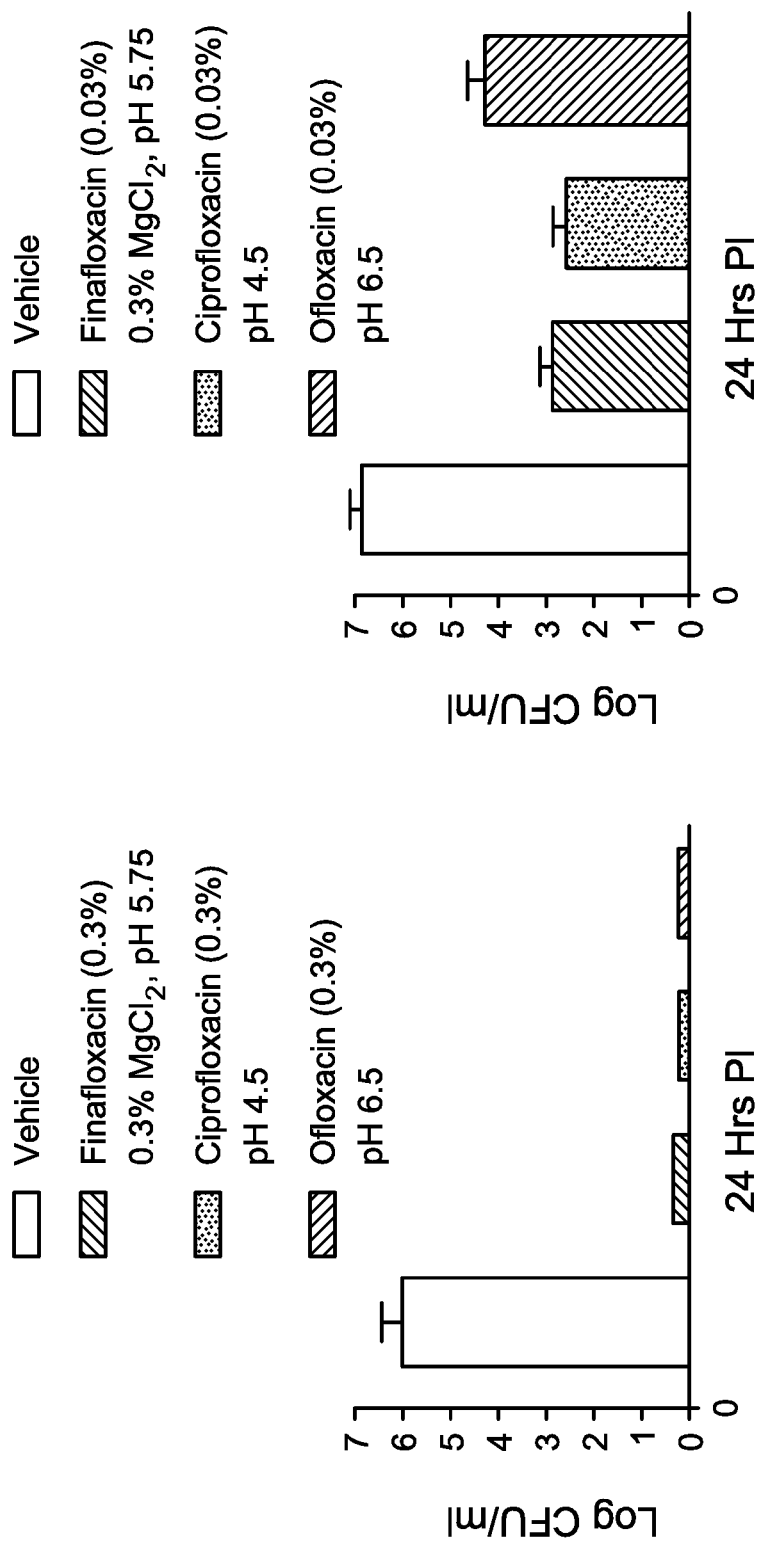 Vehicle
Finafloxacin (0.3%)
0.3% MgCl₂, pH 5.75
Ciprofloxacin (0.3%)
pH 4.5
Ofloxacin (0.3%)
pH 6.5
Log CFU/ml
7
6
5
4
3
2
1
0
0
24 Hrs PI
Vehicle
Finafloxacin (0.03%)
0.3% MgCl₂, pH 5.75
Ciprofloxacin (0.03%)
pH 4.5
Ofloxacin (0.03%)
pH 6.5
Log CFU/ml
7
6
5
4
3
2
1
0
0
24 Hrs PI